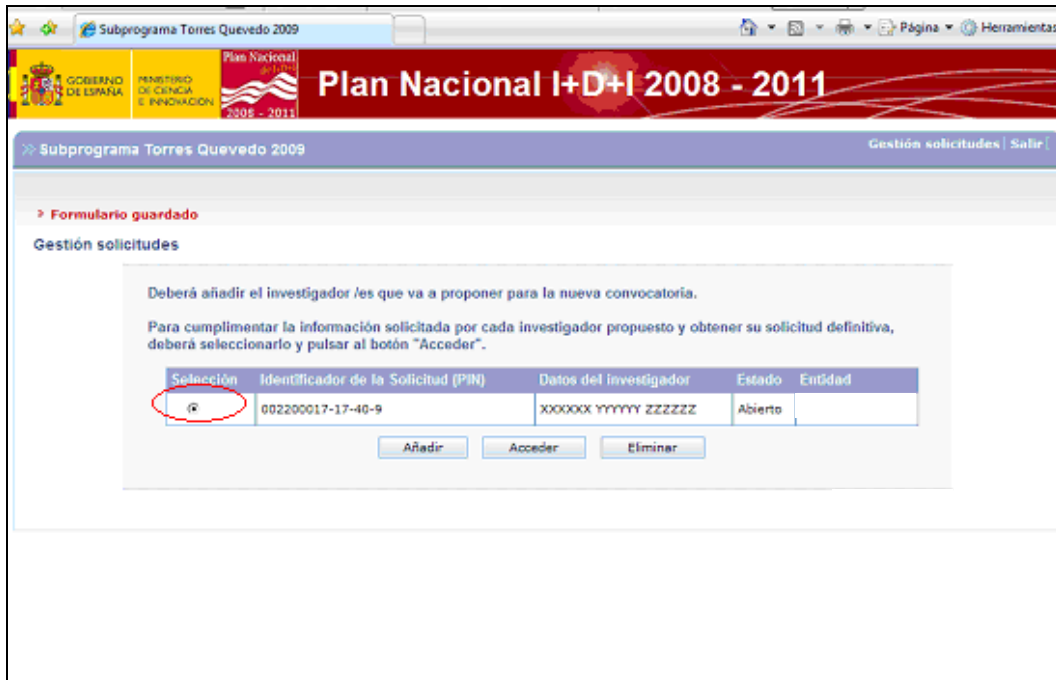 Subprograma Torres Quevedo 2009
Página
Herramientas
GOBIERNO DE ESPAÑA
MINISTERIO DE CIENCIA E INNOVACIÓN
Plan Nacional
de I+D+I
2008 - 2011
Plan Nacional I+D+I 2008 - 2011
>> Subprograma Torres Quevedo 2009
Gestión solicitudes | Salir
Formulario guardado
Gestión solicitudes
Deberá añadir el investigador /es que va a proponer para la nueva convocatoria.
Para cumplimentar la información solicitada por cada investigador propuesto y obtener su solicitud definitiva,
deberá seleccionarlo y pulsar al botón "Acceder".
Selección Identificador de la Solicitud (PIN) Datos del investigador Estado Entidad
002200017-17-40-9 XXXXXX YYYYYY ZZZZZZ Abierto
Añadir Acceder Eliminar